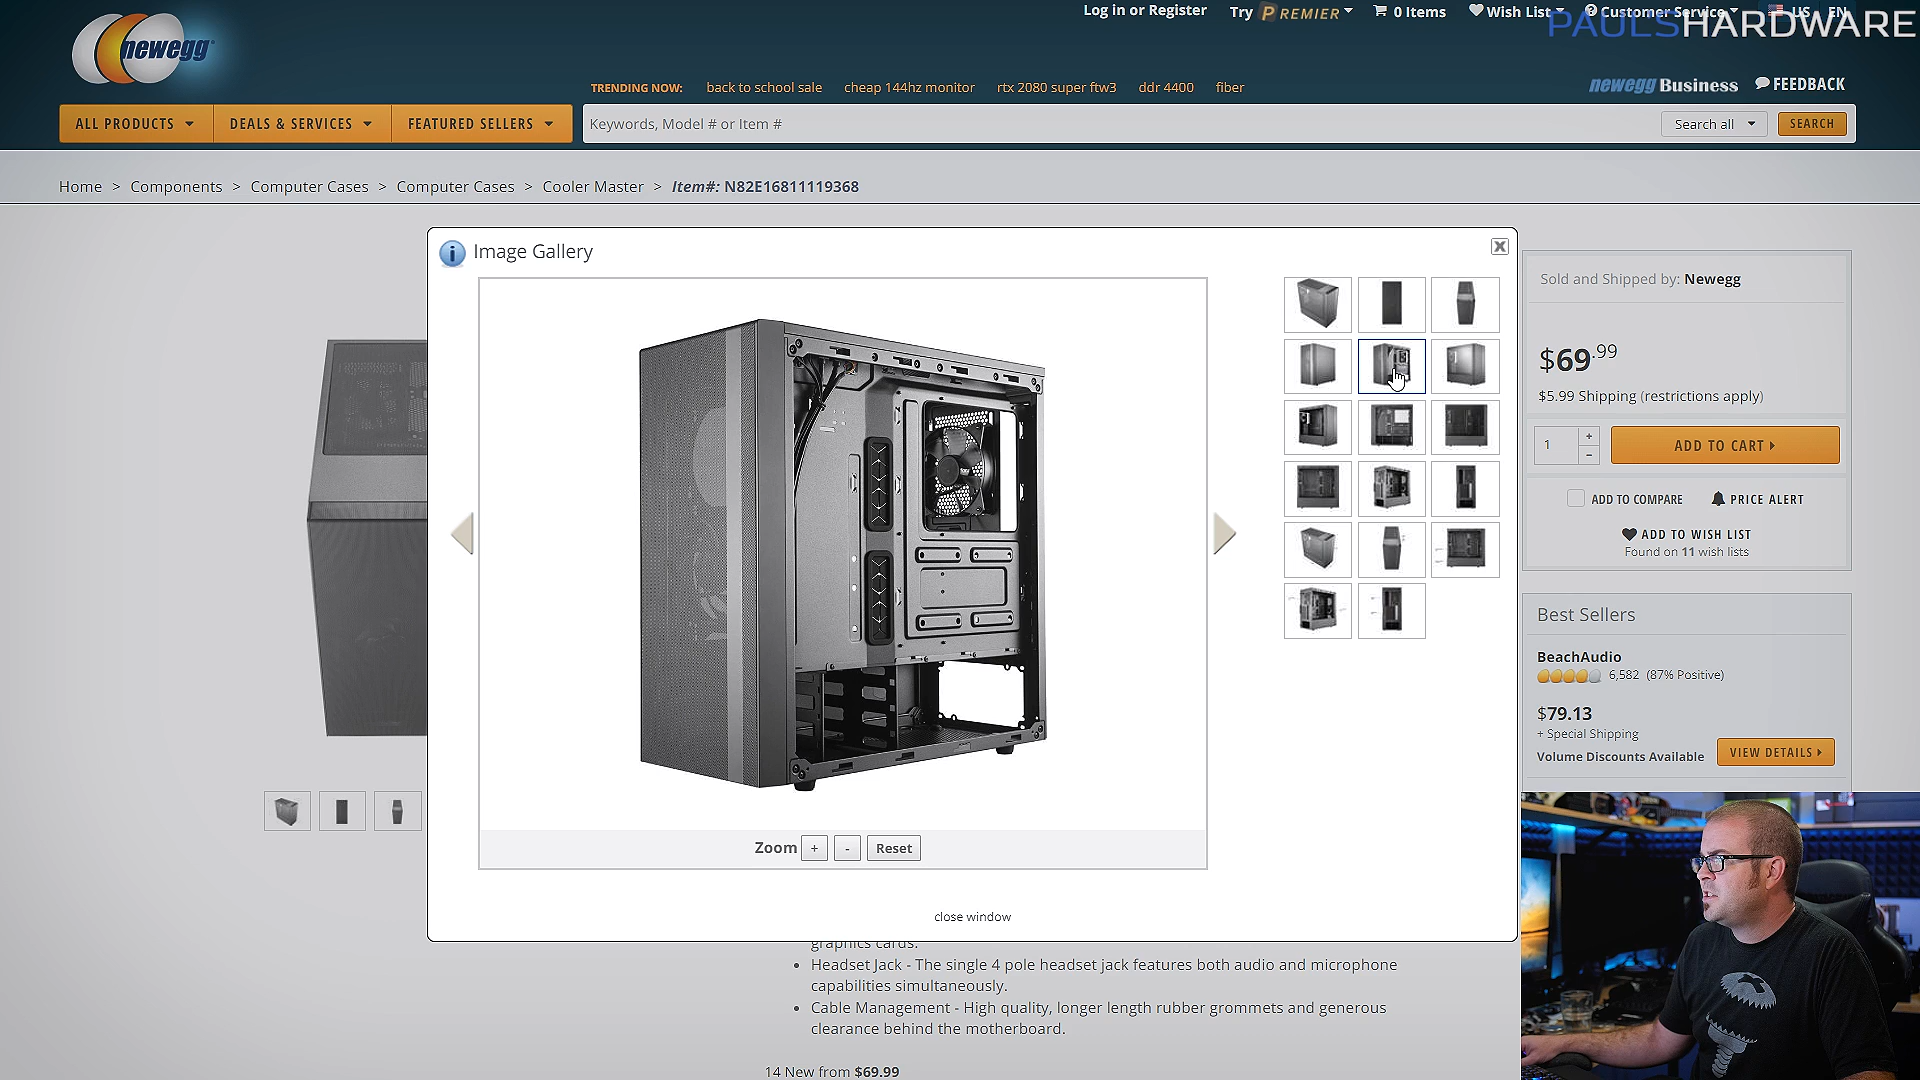 Log in or Register
Try PREMIER
0 Items
Wish List
Customer Service
US
EN
PAULSHARDWARE
newegg
TRENDING NOW:
back to school sale
cheap 144hz monitor
rtx 2080 super ftw3
ddr 4400
fiber
newegg Business
FEEDBACK
ALL PRODUCTS
DEALS & SERVICES
FEATURED SELLERS
Keywords, Model # or Item #
Search all
SEARCH
Home > Components > Computer Cases > Computer Cases > Cooler Master > Item#: N82E16811119368
Image Gallery
Zoom + - Reset
close window
Sold and Shipped by: Newegg
$69.99
$5.99 Shipping (restrictions apply)
1
+
-
ADD TO CART
ADD TO COMPARE
PRICE ALERT
ADD TO WISH LIST
Found on 11 wish lists
Best Sellers
BeachAudio
6,582 (87% Positive)
$79.13
+ Special Shipping
Volume Discounts Available
VIEW DETAILS
graphics cards.
• Headset Jack - The single 4 pole headset jack features both audio and microphone
capabilities simultaneously.
• Cable Management - High quality, longer length rubber grommets and generous
clearance behind the motherboard.
14 New from $69.99